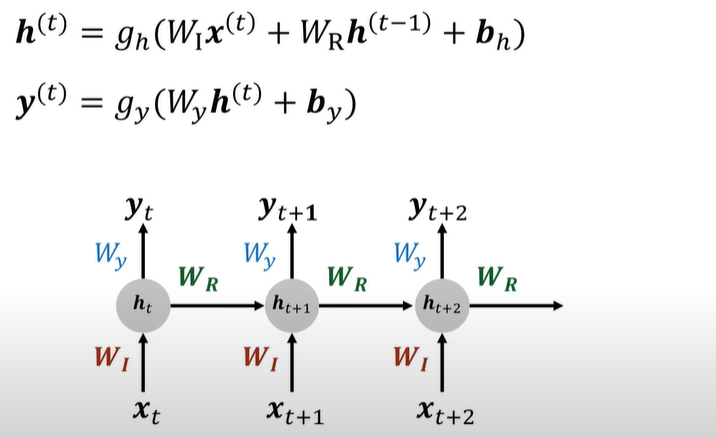 h^(t) = g_h(W_I x^(t) + W_R h^(t−1) + b_h)
y^(t) = g_y(W_y h^(t) + b_y)
y_t y_t+1 y_t+2
W_y W_y W_y
W_R W_R W_R
h_t h_t+1 h_t+2
W_I W_I W_I
x_t x_t+1 x_t+2